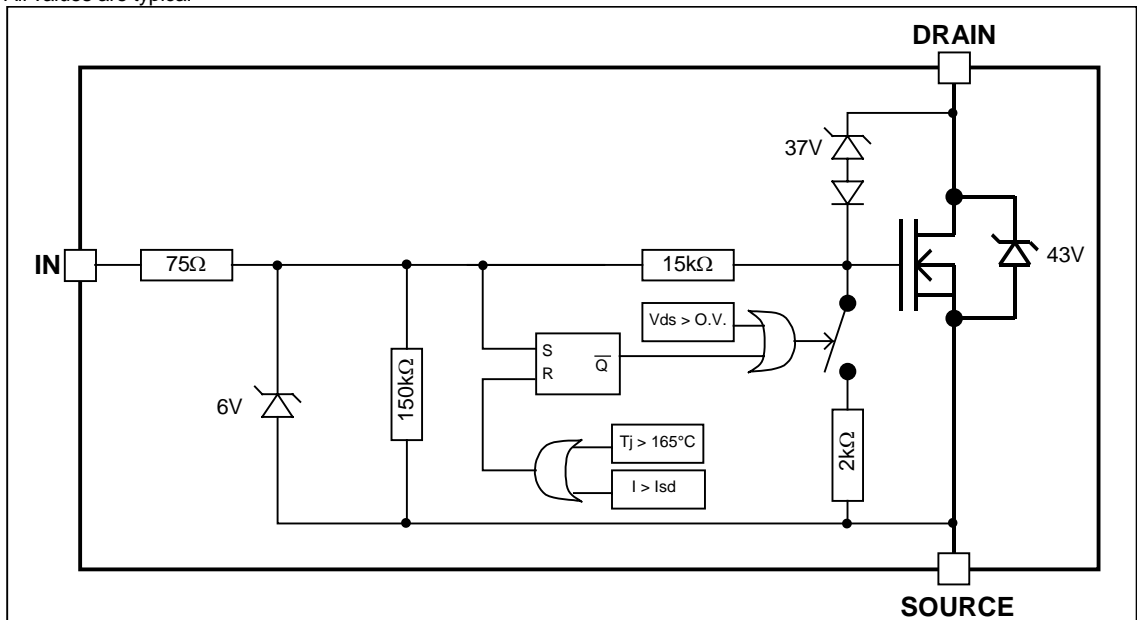 All values are typical
DRAIN
37V
43V
IN
75Ω
15kΩ
Vds > O.V.
S
R
Q
150kΩ
6V
Tj > 165°C
I > Isd
2kΩ
SOURCE